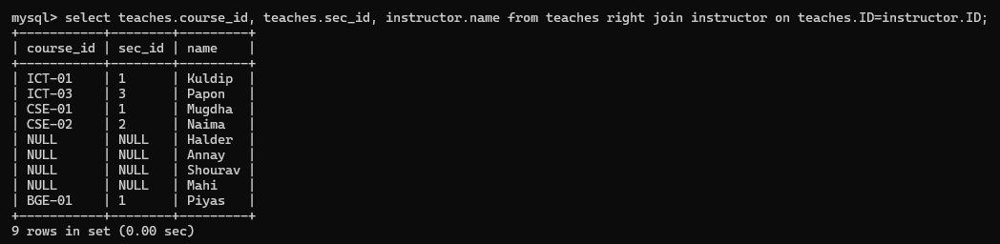 mysql> select teaches.course_id, teaches.sec_id, instructor.name from teaches right join instructor on teaches.ID=instructor.ID;
+-----------+--------+---------+
| course_id | sec_id | name    |
+-----------+--------+---------+
| ICT-01    | 1      | Kuldip  |
| ICT-03    | 3      | Papon   |
| CSE-01    | 1      | Mugdha  |
| CSE-02    | 2      | Naima   |
| NULL      | NULL   | Halder  |
| NULL      | NULL   | Annay   |
| NULL      | NULL   | Shourav |
| NULL      | NULL   | Mahi    |
| BGE-01    | 1      | Piyas   |
+-----------+--------+---------+
9 rows in set (0.00 sec)